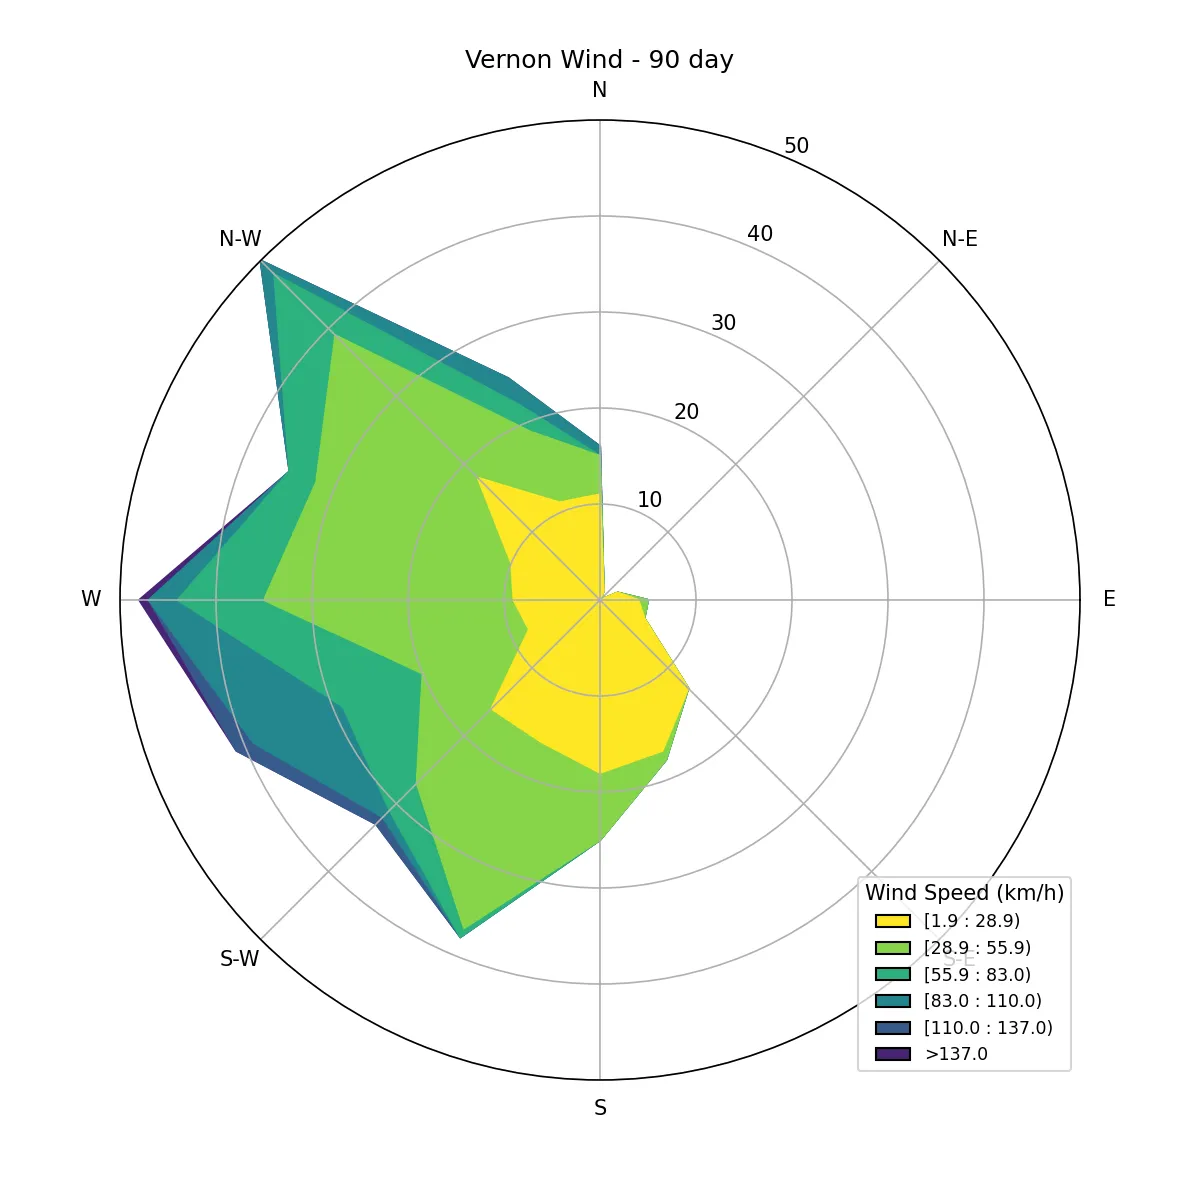 Vernon Wind - 90 day
N
50
40
N-W
N-E
30
20
10
W
E
Wind Speed (km/h)
[1.9 : 28.9)
[28.9 : 55.9)
S-W
S-E
[55.9 : 83.0)
[83.0 : 110.0)
[110.0 : 137.0)
>137.0
S